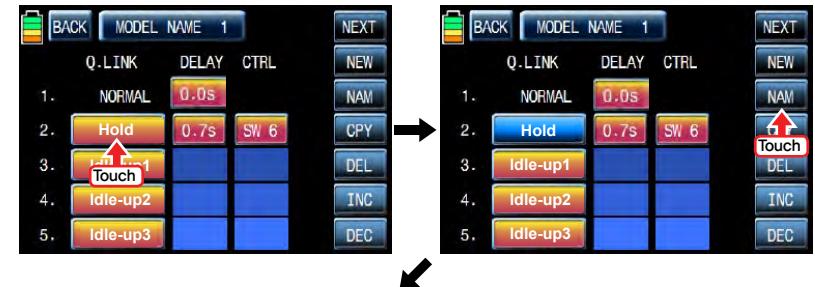 BACK MODEL NAME 1 NEXT
Q.LINK DELAY CTRL NEW
1. NORMAL 0.0s NAM
2. Hold 0.7s SW 6 CPY
3. Idle-up1 DEL
Touch
4. Idle-up2 INC
5. Idle-up3 DEC
BACK MODEL NAME 1 NEXT
Q.LINK DELAY CTRL NEW
1. NORMAL 0.0s NAM
2. Hold 0.7s SW 6
Touch
3. Idle-up1 DEL
4. Idle-up2 INC
5. Idle-up3 DEC